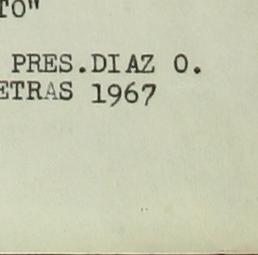 TO"
PRES.DIAZ O.
ETRAS 1967